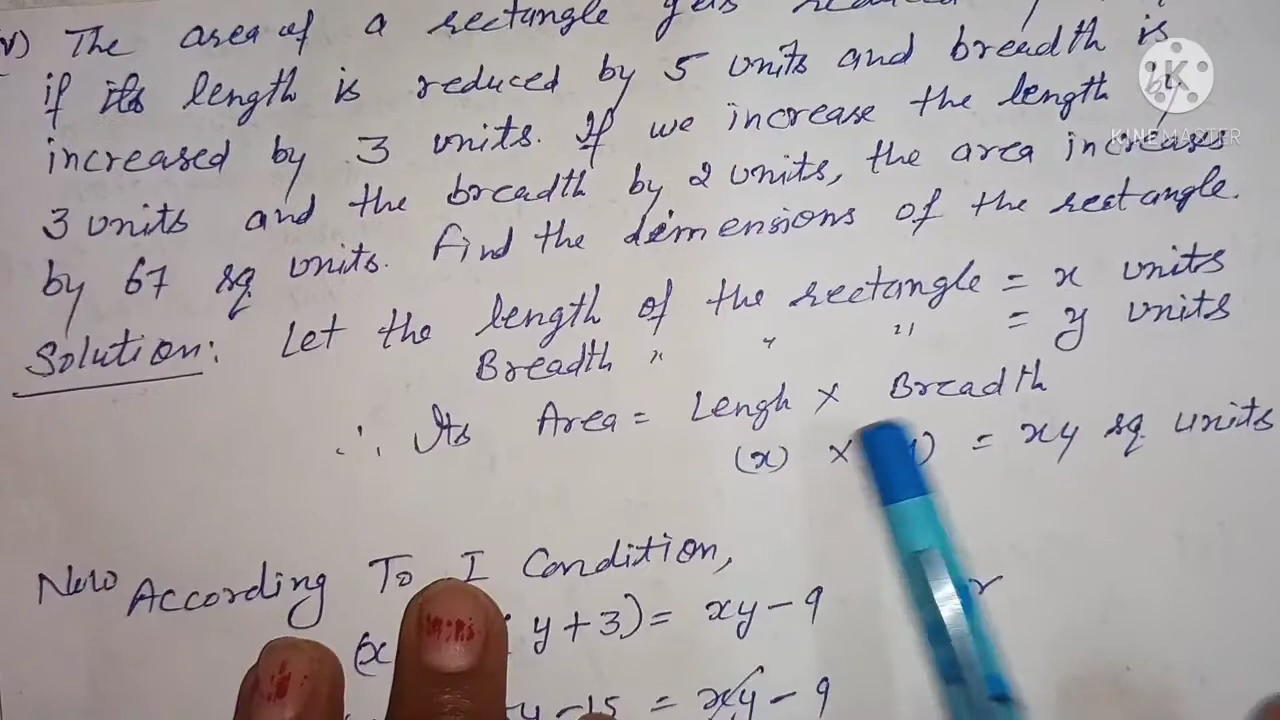 v) The area of a rectangle gets reduced
if its length is reduced by 5 units and breadth is
increased by 3 units. If we increase the length by
3 units and the breadth by 2 units, the area increases
by 67 sq. units. Find the dimensions of the rectangle.
Solution: Let the length of the rectangle = x units
Breadth " " " = y units
∴ Its Area = Lengh × Breadth
(x) × ) = xy sq units
Now According To I Condition,
(x y+3) = xy - 9
y - 15 = xy - 9
KINEMASTER